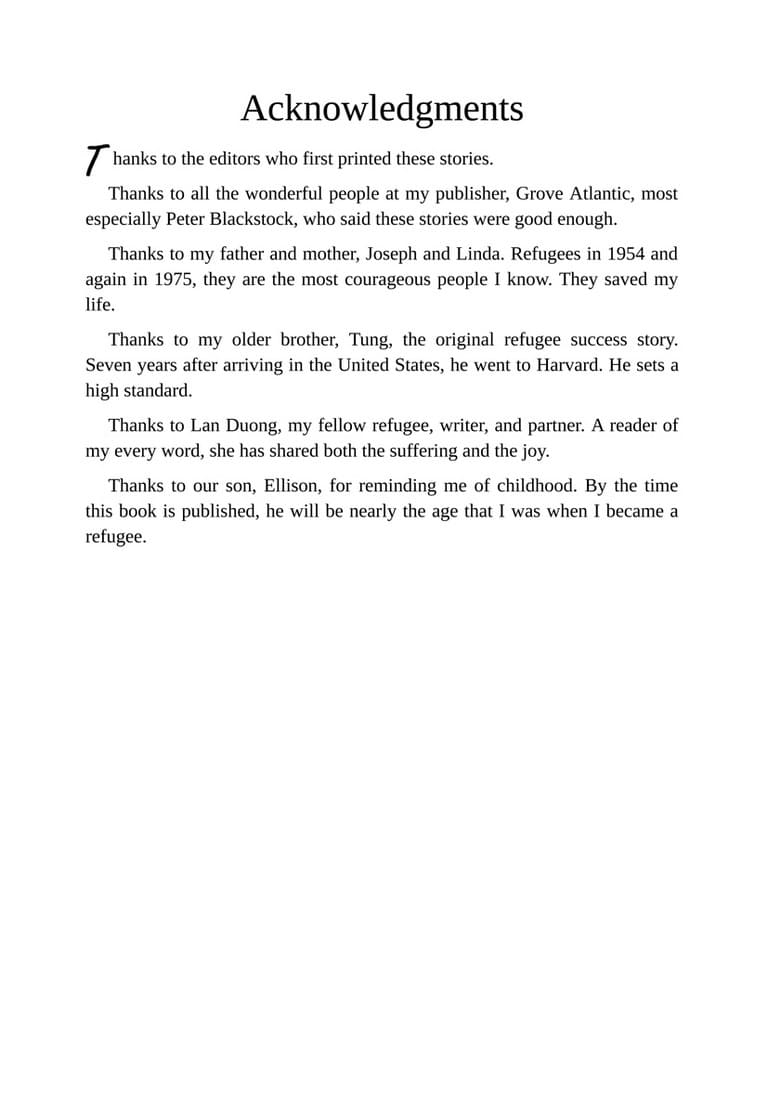 Acknowledgments
Thanks to the editors who first printed these stories.
Thanks to all the wonderful people at my publisher, Grove Atlantic, most
especially Peter Blackstock, who said these stories were good enough.
Thanks to my father and mother, Joseph and Linda. Refugees in 1954 and
again in 1975, they are the most courageous people I know. They saved my
life.
Thanks to my older brother, Tung, the original refugee success story.
Seven years after arriving in the United States, he went to Harvard. He sets a
high standard.
Thanks to Lan Duong, my fellow refugee, writer, and partner. A reader of
my every word, she has shared both the suffering and the joy.
Thanks to our son, Ellison, for reminding me of childhood. By the time
this book is published, he will be nearly the age that I was when I became a
refugee.